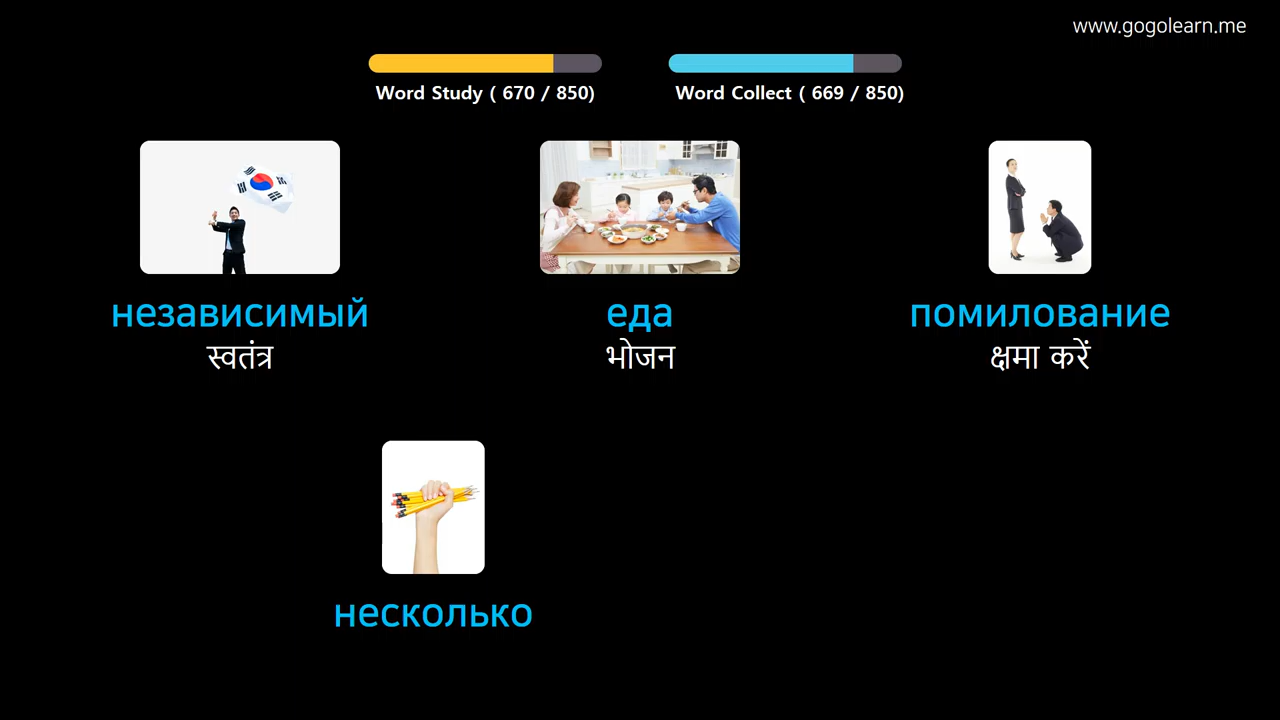 www.gogolearn.me
Word Study ( 670 / 850)
Word Collect ( 669 / 850)
независимый
स्वतंत्र
еда
भोजन
помилование
क्षमा करें
несколько